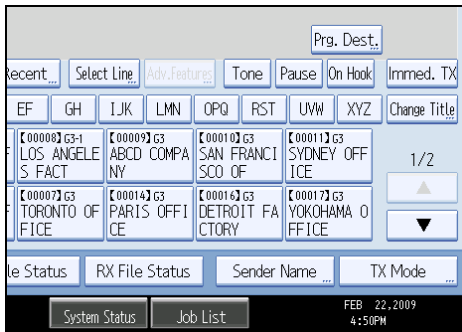 Prg. Dest.
Recent Select Line Adv.Features Tone Pause On Hook Immed. TX
EF GH IJK LMN OPQ RST UVW XYZ Change Title
【00008】G3-1 【00009】G3 【00010】G3 【00011】G3
F LOS ANGELE ABCD COMPA SAN FRANCI SYDNEY OFF
S FACT NY SCO OF ICE
1/2
【00007】G3 【00014】G3 【00016】G3 【00017】G3
F TORONTO OF PARIS OFFI DETROIT FA YOKOHAMA O
FICE CE CTORY FFICE
le Status RX File Status Sender Name TX Mode
System Status Job List FEB 22,2009
4:50PM